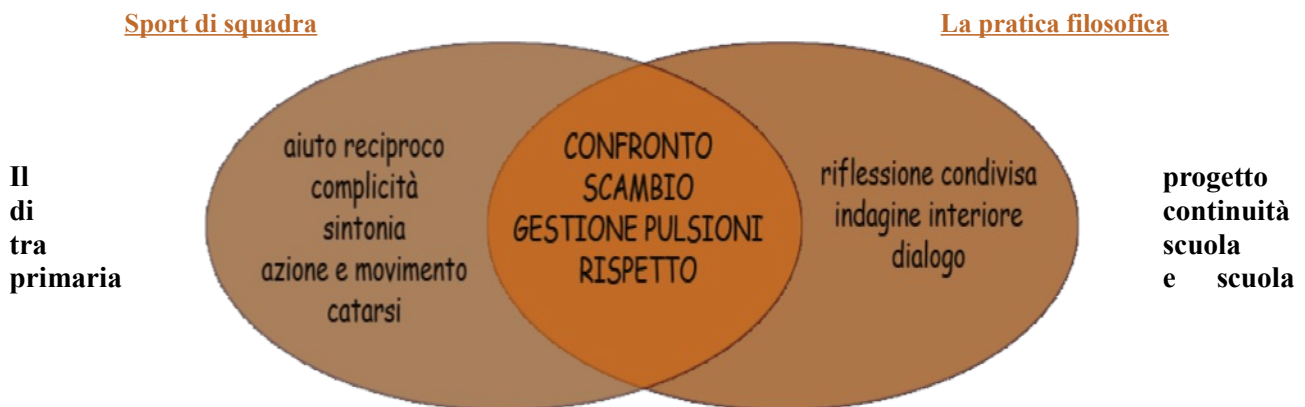 Sport di squadra
La pratica filosofica
aiuto reciproco
complicità
sintonia
azione e movimento
catarsi
CONFRONTO
SCAMBIO
GESTIONE PULSIONI
RISPETTO
riflessione condivisa
indagine interiore
dialogo
Il progetto
di continuità
tra scuola
primaria e scuola